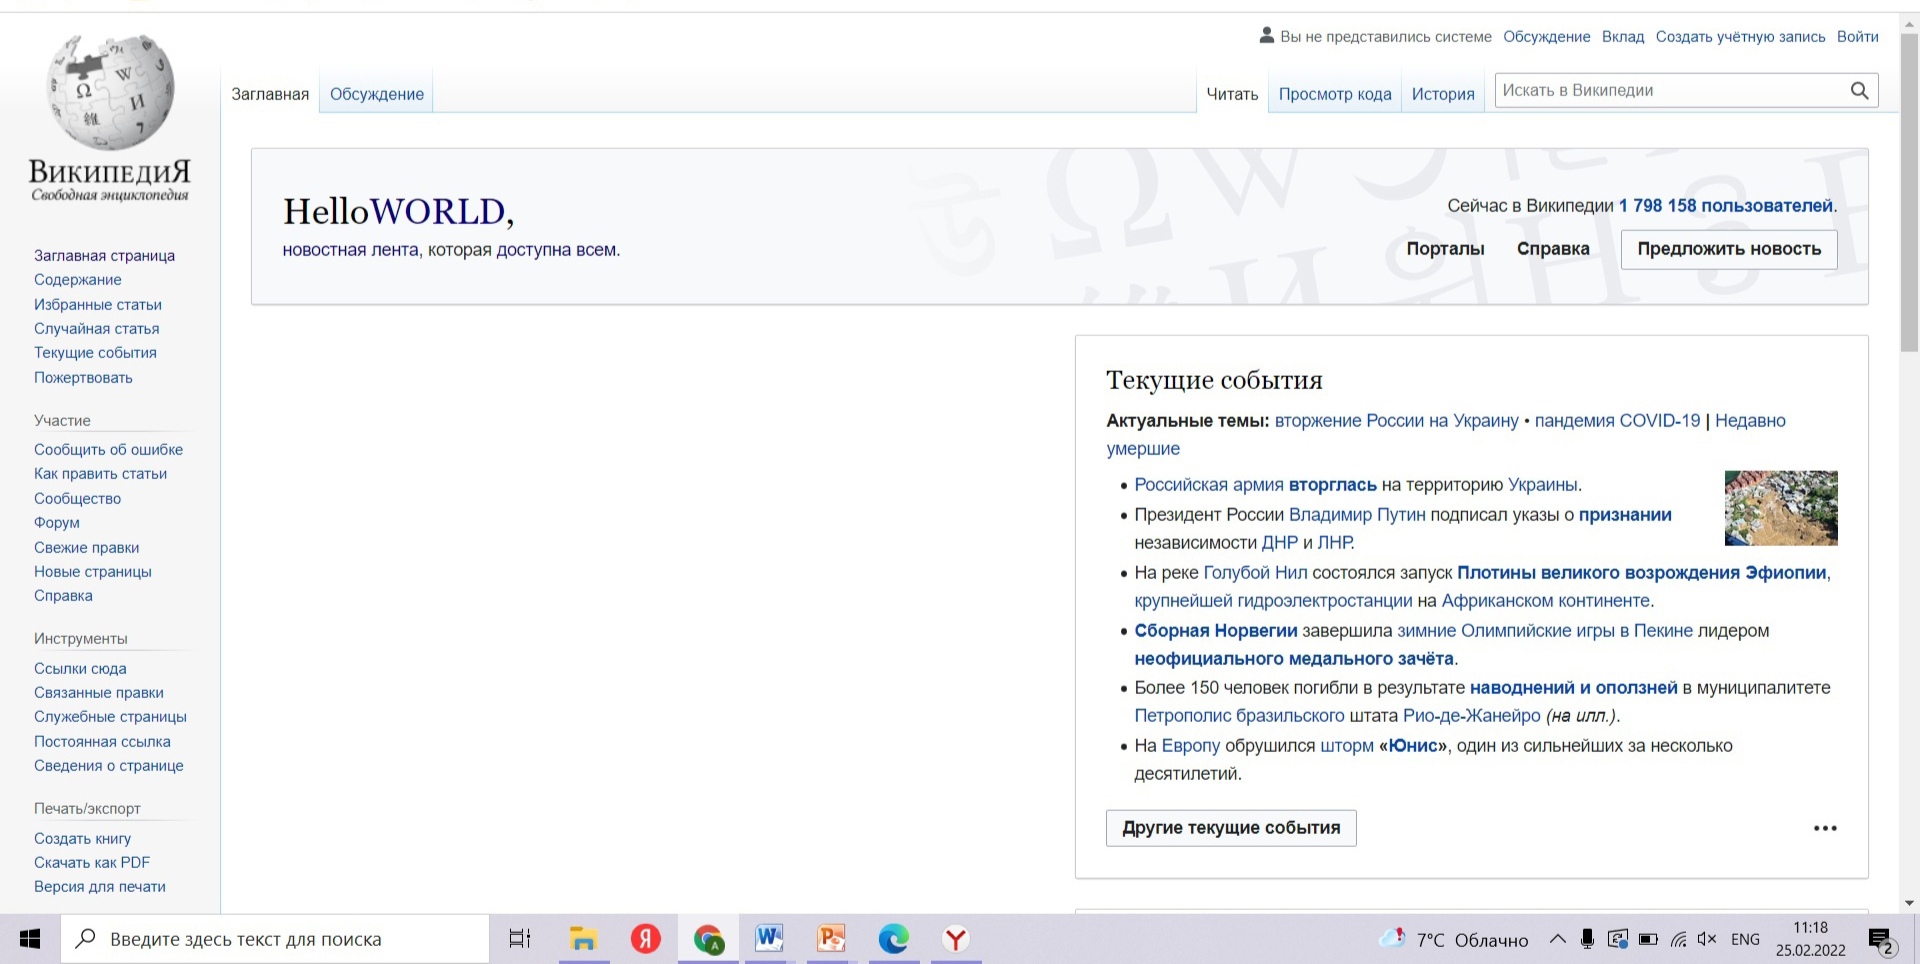 ВикипедиЯ
Свободная энциклопедия
Вы не представились системе Обсуждение Вклад Создать учётную запись Войти
Заглавная Обсуждение Читать Просмотр кода История Искать в Википедии
HelloWORLD,
новостная лента, которая доступна всем.
Сейчас в Википедии 1 798 158 пользователей.
Порталы Справка Предложить новость
Заглавная страница
Содержание
Избранные статьи
Случайная статья
Текущие события
Пожертвовать
Участие
Сообщить об ошибке
Как править статьи
Сообщество
Форум
Свежие правки
Новые страницы
Справка
Инструменты
Ссылки сюда
Связанные правки
Служебные страницы
Постоянная ссылка
Сведения о странице
Печать/экспорт
Создать книгу
Скачать как PDF
Версия для печати
Текущие события
Актуальные темы: вторжение России на Украину • пандемия COVID-19 | Недавно
умершие
• Российская армия вторглась на территорию Украины.
• Президент России Владимир Путин подписал указы о признании
независимости ДНР и ЛНР.
• На реке Голубой Нил состоялся запуск Плотины великого возрождения Эфиопии,
крупнейшей гидроэлектростанции на Африканском континенте.
• Сборная Норвегии завершила зимние Олимпийские игры в Пекине лидером
неофициального медального зачёта.
• Более 150 человек погибли в результате наводнений и оползней в муниципалитете
Петрополис бразильского штата Рио-де-Жанейро (на илл.).
• На Европу обрушился шторм «Юнис», один из сильнейших за несколько
десятилетий.
Другие текущие события
Введите здесь текст для поиска
7°C Облачно ENG
11:18
25.02.2022
2